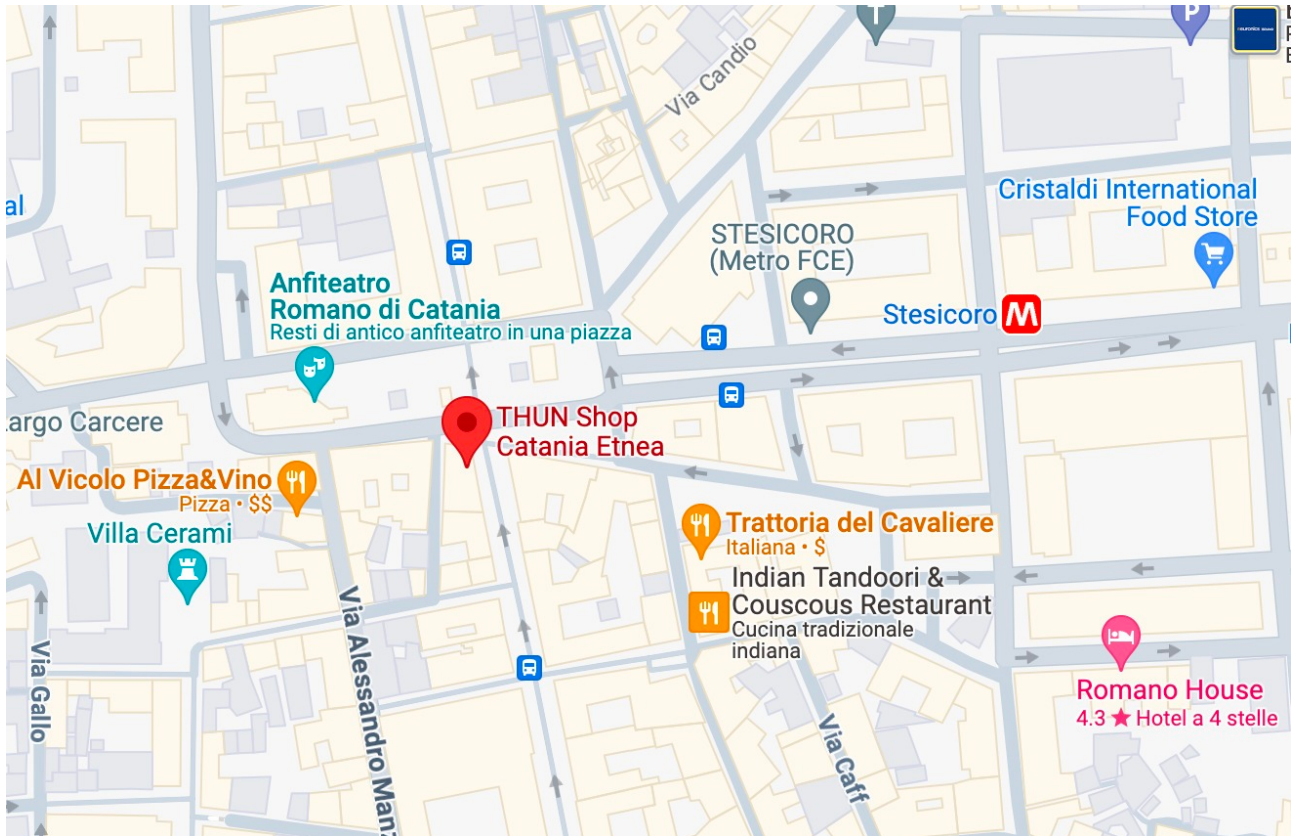 P
Via Candio
al
Cristaldi International
Food Store
STESICORO
(Metro FCE)
Anfiteatro
Romano di Catania
Resti di antico anfiteatro in una piazza
Stesicoro M
argo Carcere
THUN Shop
Catania Etnea
Al Vicolo Pizza&Vino
Pizza • $$
Villa Cerami
Trattoria del Cavaliere
Italiana • $
Indian Tandoori &
Couscous Restaurant
Cucina tradizionale
indiana
Via Alessandro Manz
Via Gallo
Romano House
4.3 ★ Hotel a 4 stelle
Via Caff